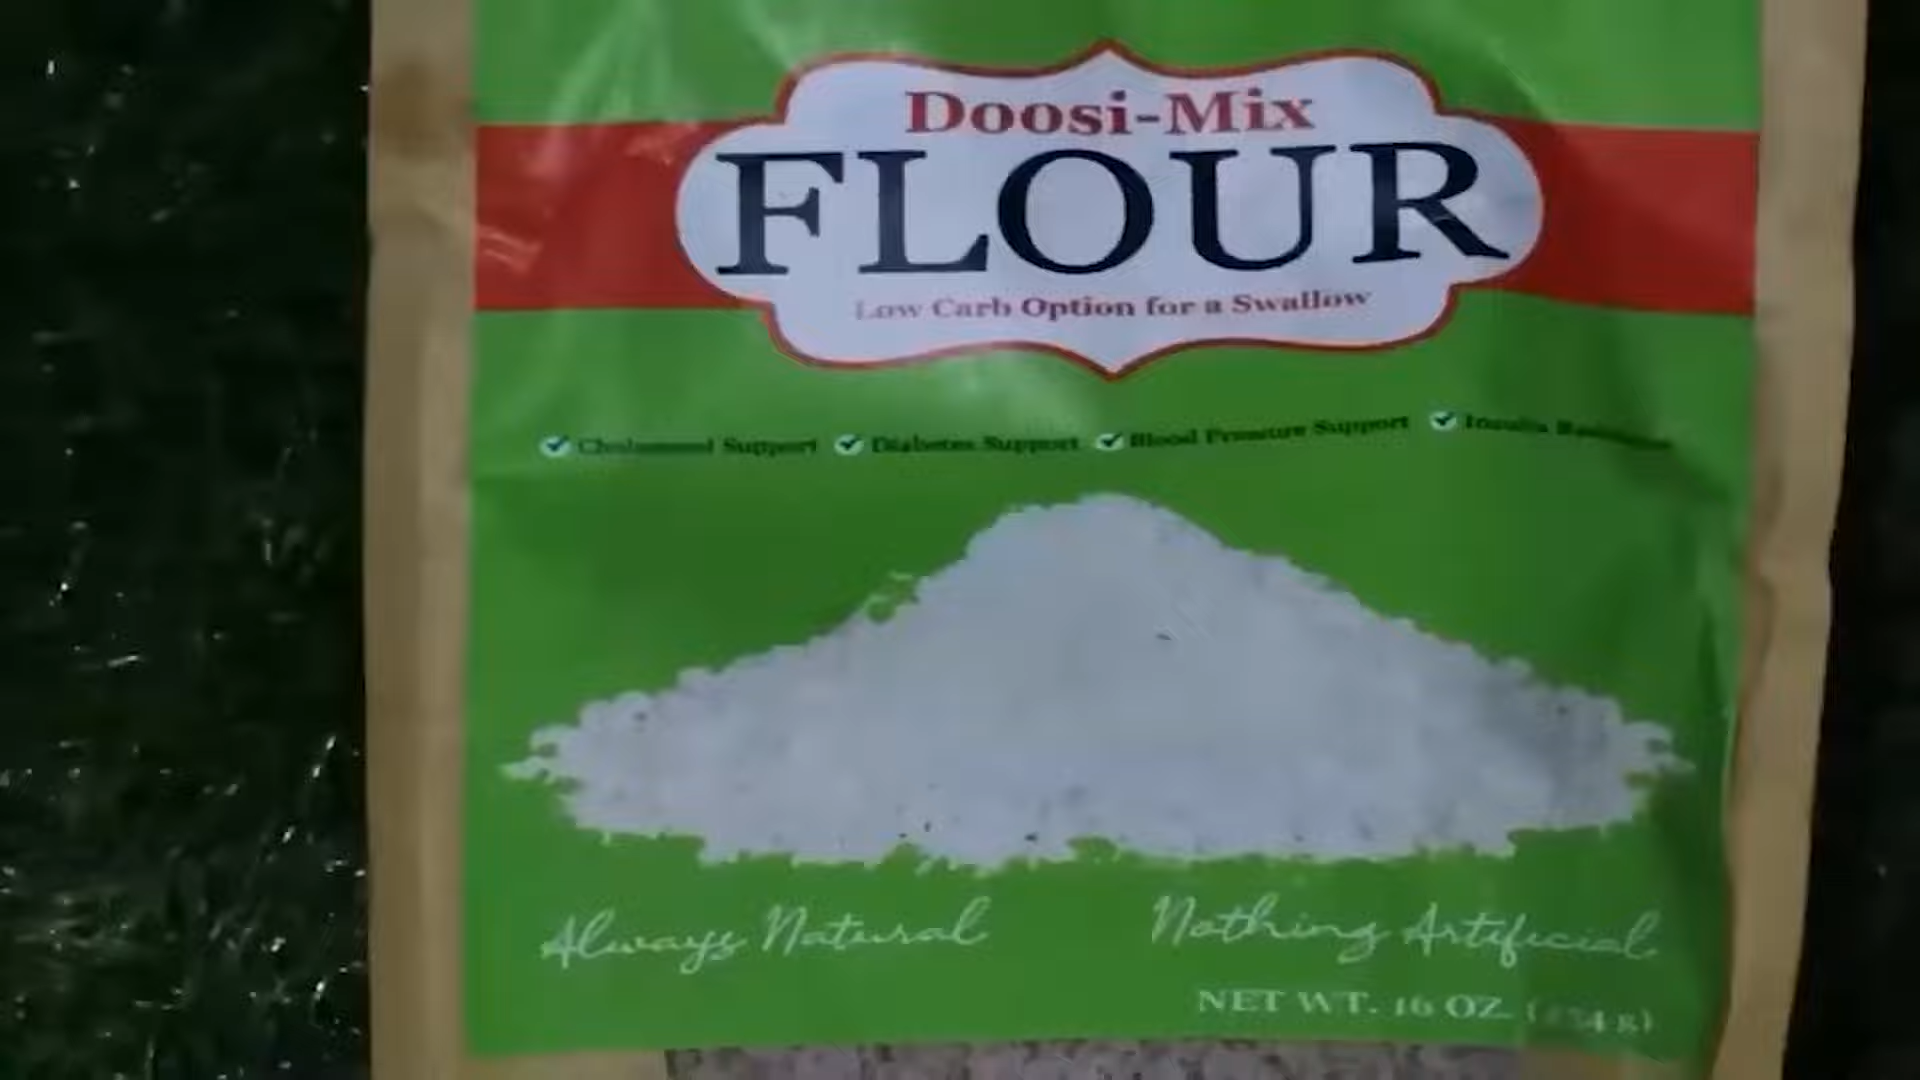 Doosi-Mix
FLOUR
Low Carb Option for a Swallow
Cholesterol Support Diabetes Support Blood Pressure Support Insulin
Always Natural Nothing Artificial
NET WT. 16 OZ (454 g)